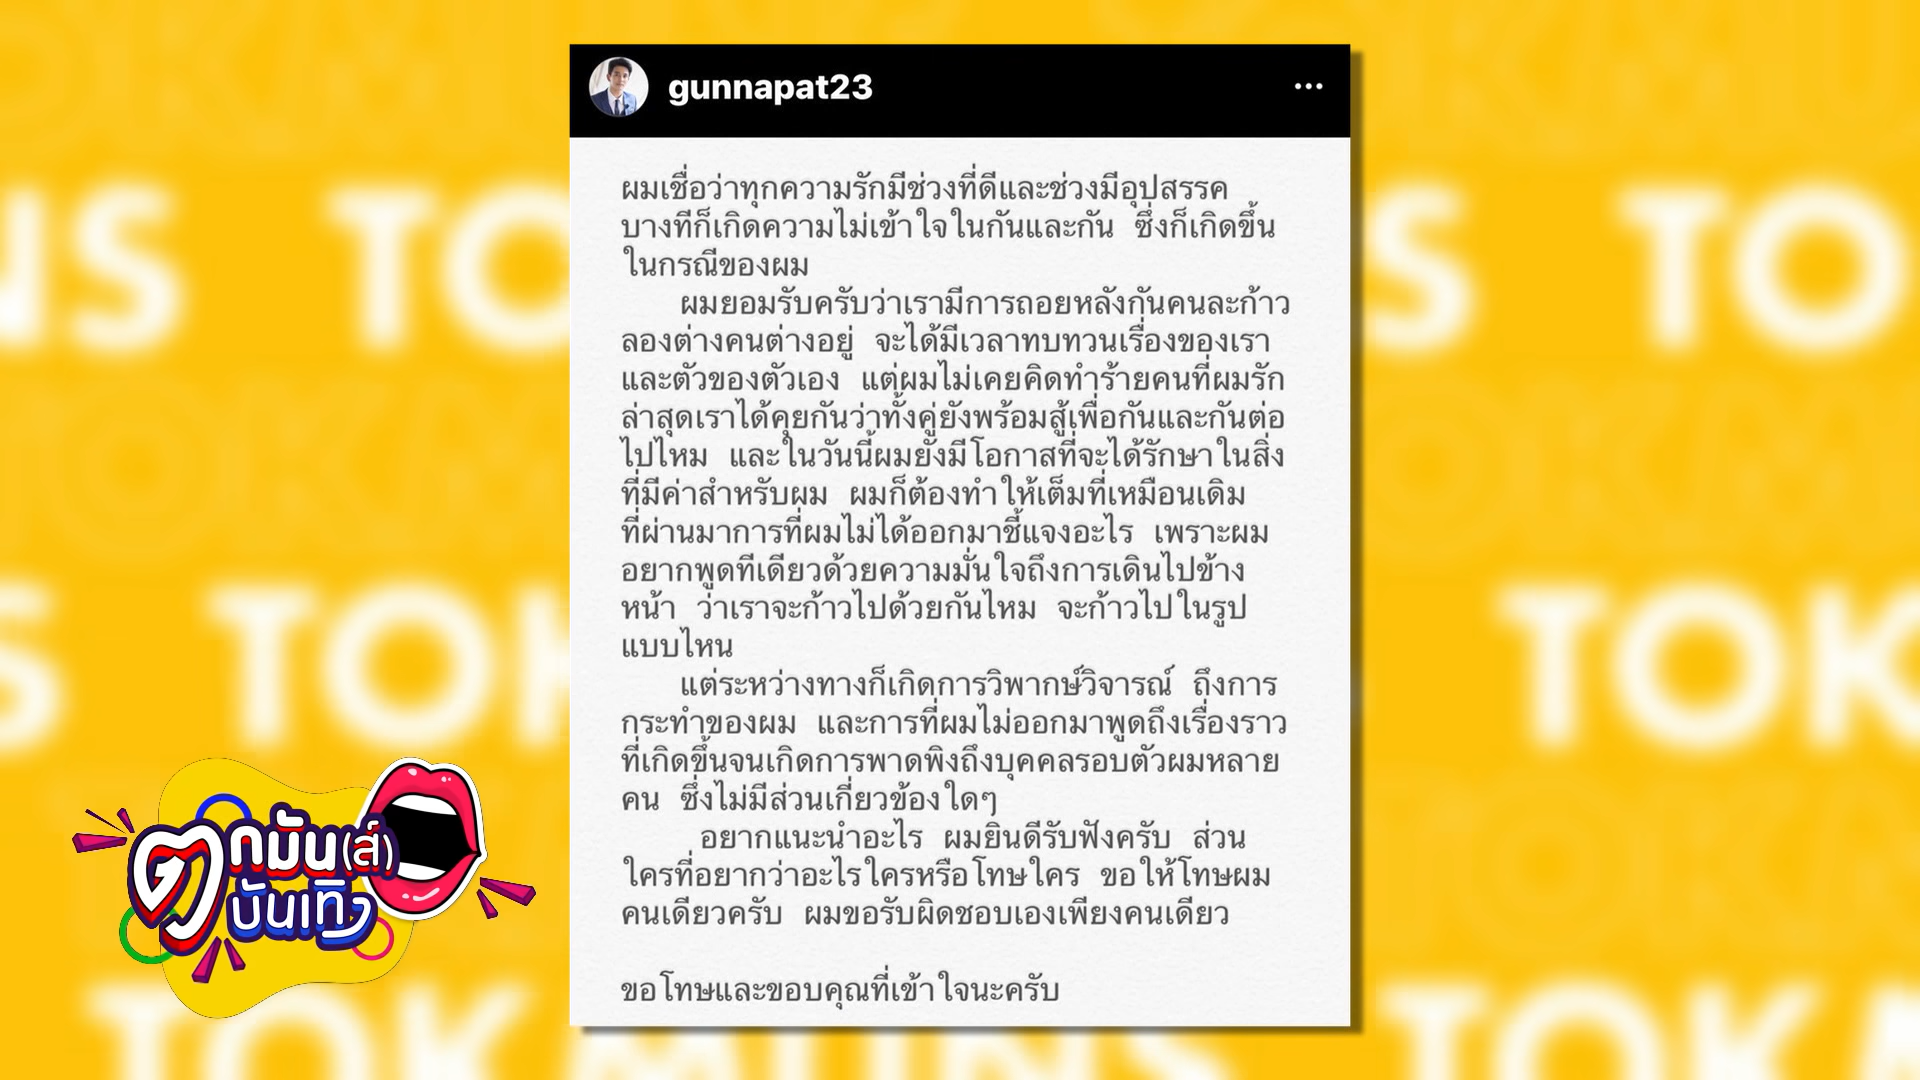 gunnapat23
ผมเชื่อว่าทุกความรักมีช่วงที่ดีและช่วงมีอุปสรรค
บางทีก็เกิดความไม่เข้าใจในกันและกัน ซึ่งก็เกิดขึ้น
ในกรณีของผม
ผมยอมรับครับว่าเรามีการถอยหลังกันคนละก้าว
ลองต่างคนต่างอยู่ จะได้มีเวลาทบทวนเรื่องของเรา
และตัวของตัวเอง แต่ผมไม่เคยคิดทำร้ายคนที่ผมรัก
ล่าสุดเราได้คุยกันว่าทั้งคู่ยังพร้อมสู้เพื่อกันและกันต่อ
ไปไหม และในวันนี้ผมยังมีโอกาสที่จะได้รักษาในสิ่ง
ที่มีค่าสำหรับผม ผมก็ต้องทำให้เต็มที่เหมือนเดิม
ที่ผ่านมาการที่ผมไม่ได้ออกมาชี้แจงอะไร เพราะผม
อยากพูดทีเดียวด้วยความมั่นใจถึงการเดินไปข้าง
หน้า ว่าเราจะก้าวไปด้วยกันไหม จะก้าวไปในรูป
แบบไหน
แต่ระหว่างทางก็เกิดการวิพากษ์วิจารณ์ ถึงการ
กระทำของผม และการที่ผมไม่ออกมาพูดถึงเรื่องราว
ที่เกิดขึ้นจนเกิดการพาดพิงถึงบุคคลรอบตัวผมหลาย
คน ซึ่งไม่มีส่วนเกี่ยวข้องใดๆ
อยากแนะนำอะไร ผมยินดีรับฟังครับ ส่วน
ใครที่อยากว่าอะไรใครหรือโทษใคร ขอให้โทษผม
คนเดียวครับ ผมขอรับผิดชอบเองเพียงคนเดียว
ขอโทษและขอบคุณที่เข้าใจนะครับ
ตกมัน(ส์)
บันเทิง
NS TO S TO
S TOK TOK
TOKMUNS TOKM